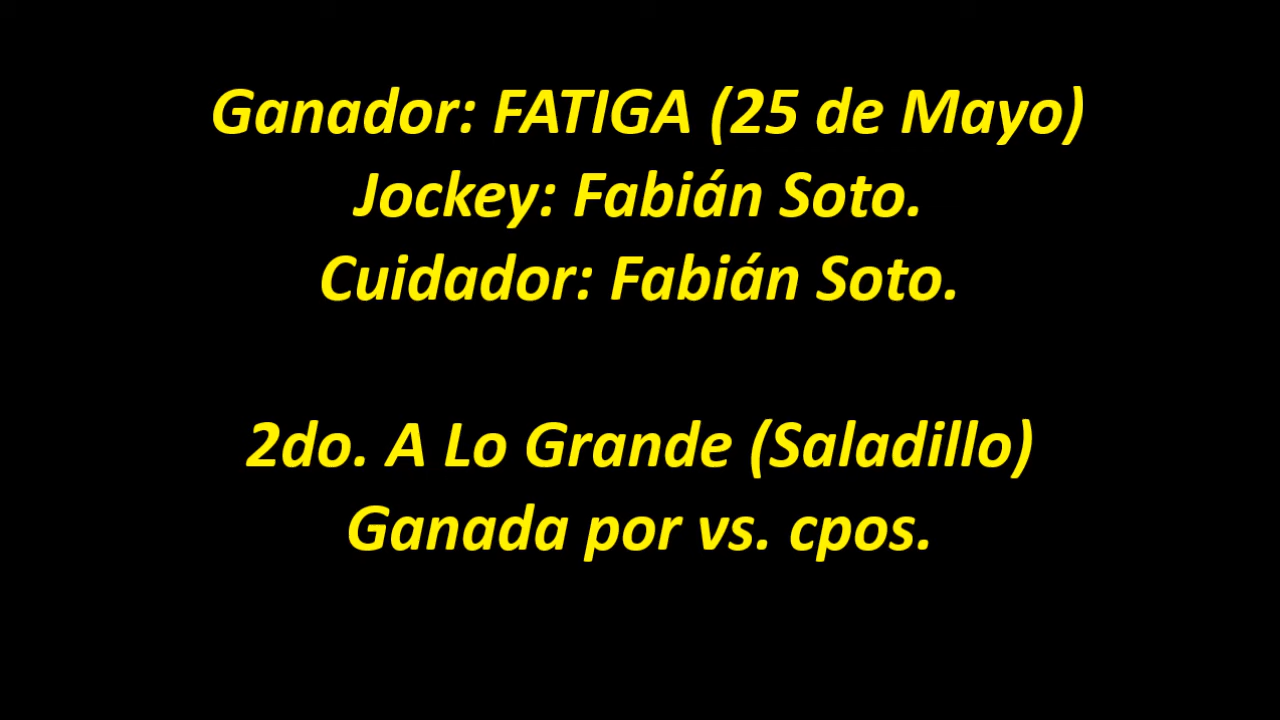 Ganador: FATIGA (25 de Mayo)
Jockey: Fabián Soto.
Cuidador: Fabián Soto.
2do. A Lo Grande (Saladillo)
Ganada por vs. cpos.